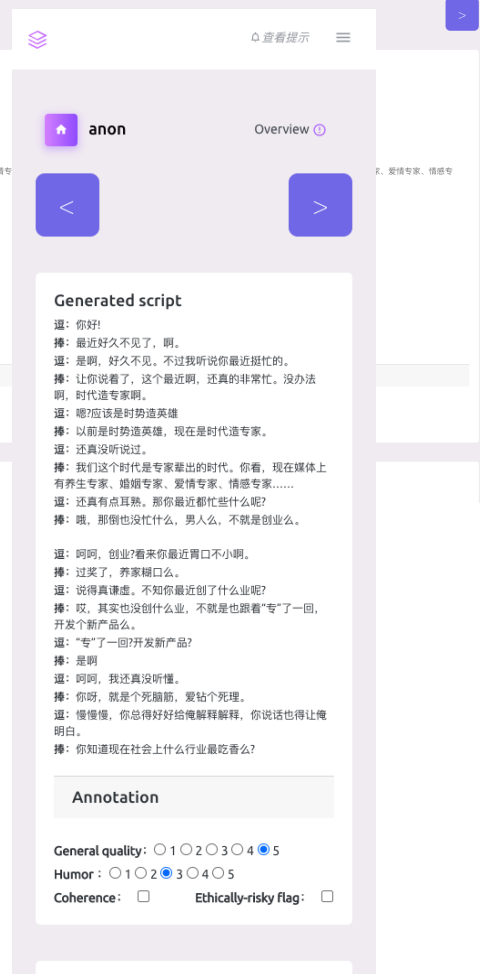 >
查看提示
anon
Overview
情专
家、爱情专家、情感专
<
>
Generated script
逗：你好!
捧：最近好久不见了，啊。
逗：是啊，好久不见。不过我听说你最近挺忙的。
捧：让你说看了，这个最近啊，还真的非常忙。没办法
啊，时代造专家啊。
逗：嗯?应该是时势造英雄
捧：以前是时势造英雄，现在是时代造专家。
逗：还真没听说过。
捧：我们这个时代是专家辈出的时代。你看，现在媒体上
有养生专家、婚姻专家、爱情专家、情感专家……
逗：还真有点耳熟。那你最近都忙些什么呢?
捧：哦，那倒也没忙什么，男人么，不就是创业么。
逗：呵呵，创业?看来你最近胃口不小啊。
捧：过奖了，养家糊口么。
逗：说得真谦虚。不知你最近创了什么业呢?
捧：哎，其实也没创什么业，不就是也跟着“专”了一回，
开发个新产品么。
逗：“专”了一回?开发新产品?
捧：是啊
逗：呵呵，我还真没听懂。
捧：你呀，就是个死脑筋，爱钻个死理。
逗：慢慢慢，你总得好好给俺解释解释，你说话也得让俺
明白。
捧：你知道现在社会上什么行业最吃香么?
Annotation
General quality： 1 2 3 4 5
Humor： 1 2 3 4 5
Coherence： Ethically-risky flag：